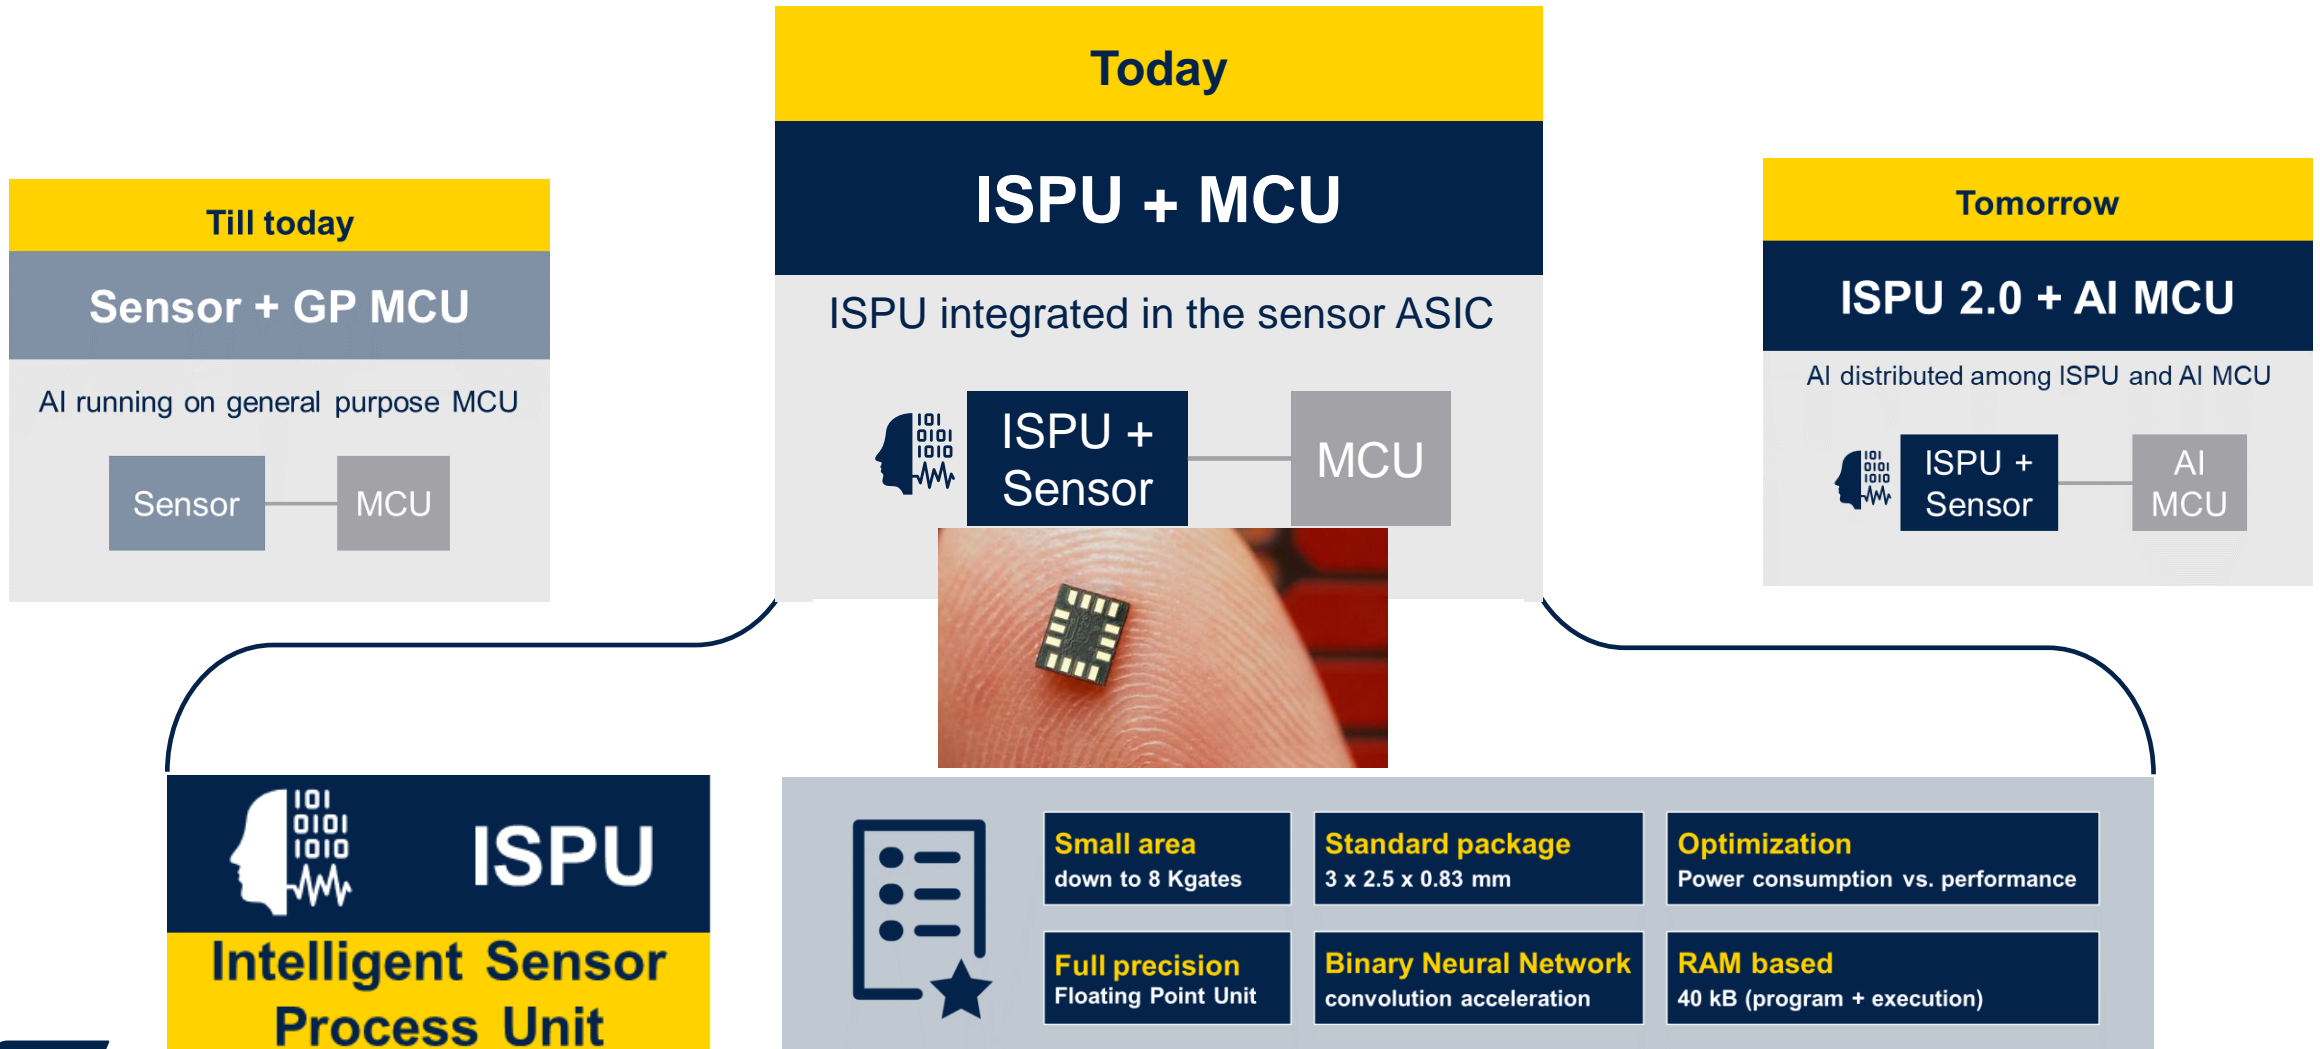 Till today
Sensor + GP MCU
AI running on general purpose MCU
Sensor
MCU
Today
ISPU + MCU
ISPU integrated in the sensor ASIC
101
0101
1010
ISPU +
Sensor
MCU
Tomorrow
ISPU 2.0 + AI MCU
AI distributed among ISPU and AI MCU
101
0101
1010
ISPU +
Sensor
AI
MCU
101
0101
1010
ISPU
Intelligent Sensor
Process Unit
Small area
down to 8 Kgates
Standard package
3 x 2.5 x 0.83 mm
Optimization
Power consumption vs. performance
Full precision
Floating Point Unit
Binary Neural Network
convolution acceleration
RAM based
40 kB (program + execution)